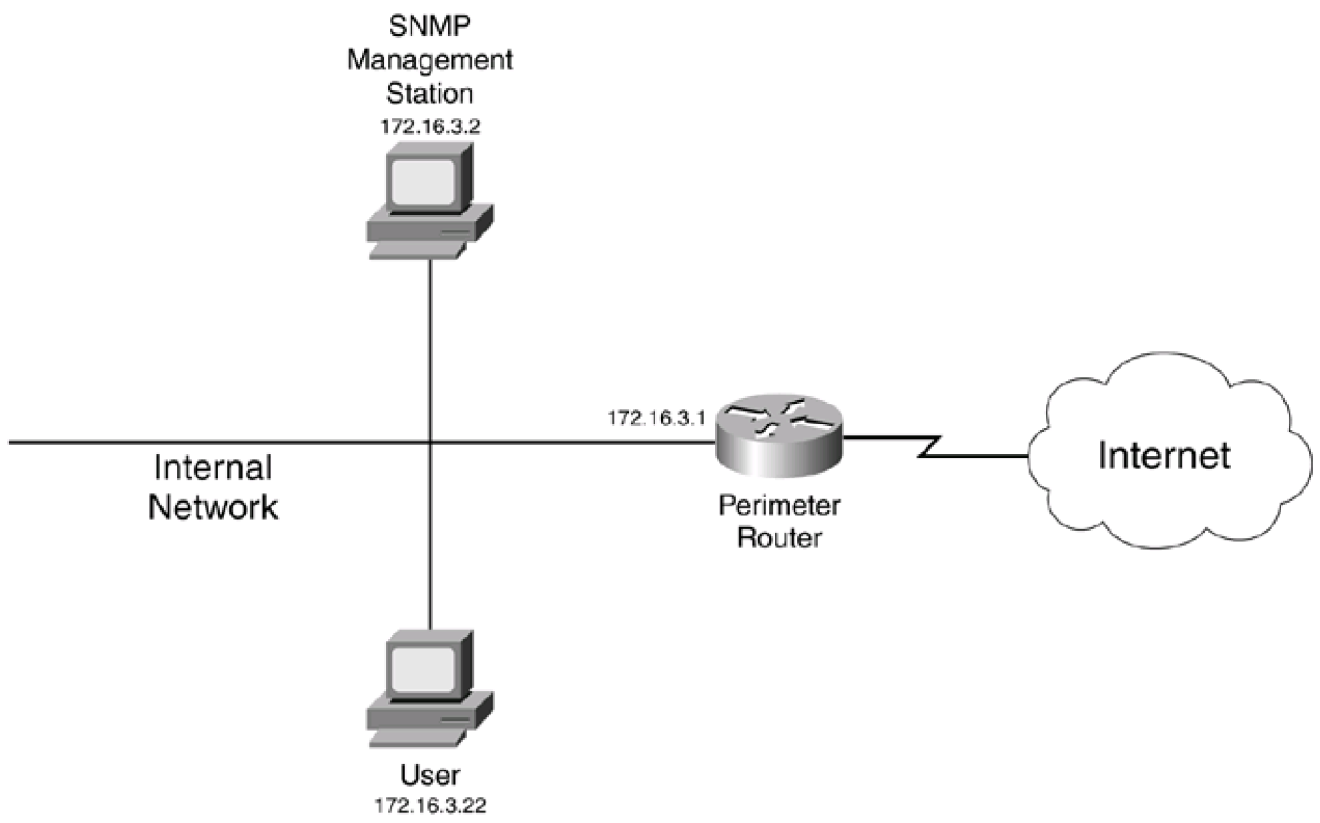 SNMP
Management
Station
172.16.3.2
172.16.3.1
Internal
Network
Perimeter
Router
Internet
User
172.16.3.22